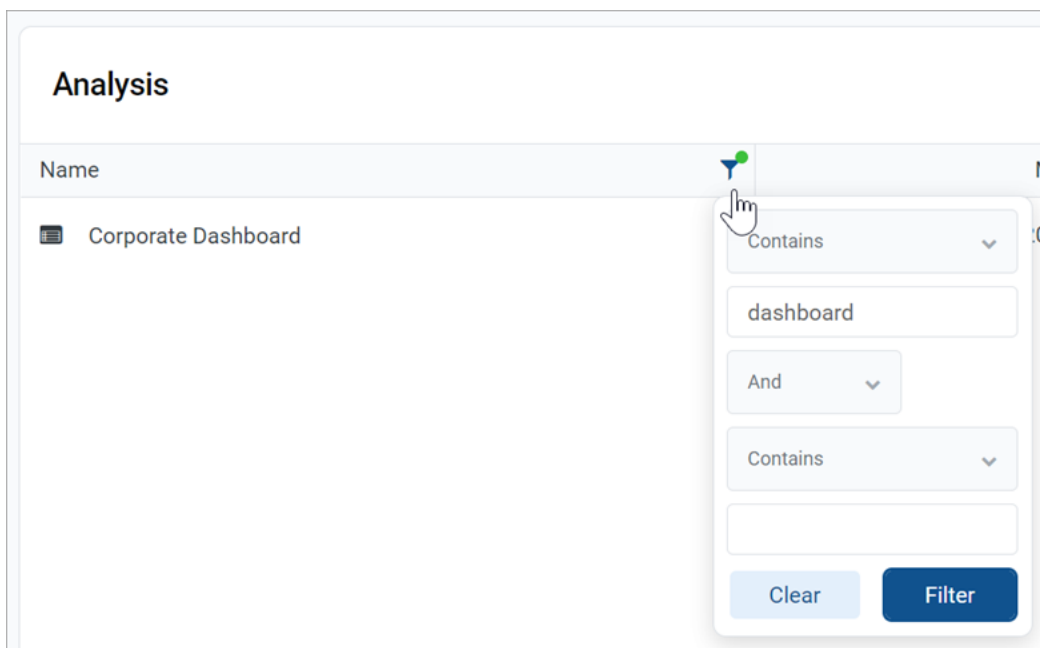 Analysis
Name
Corporate Dashboard
Contains
dashboard
And
Contains
Clear
Filter